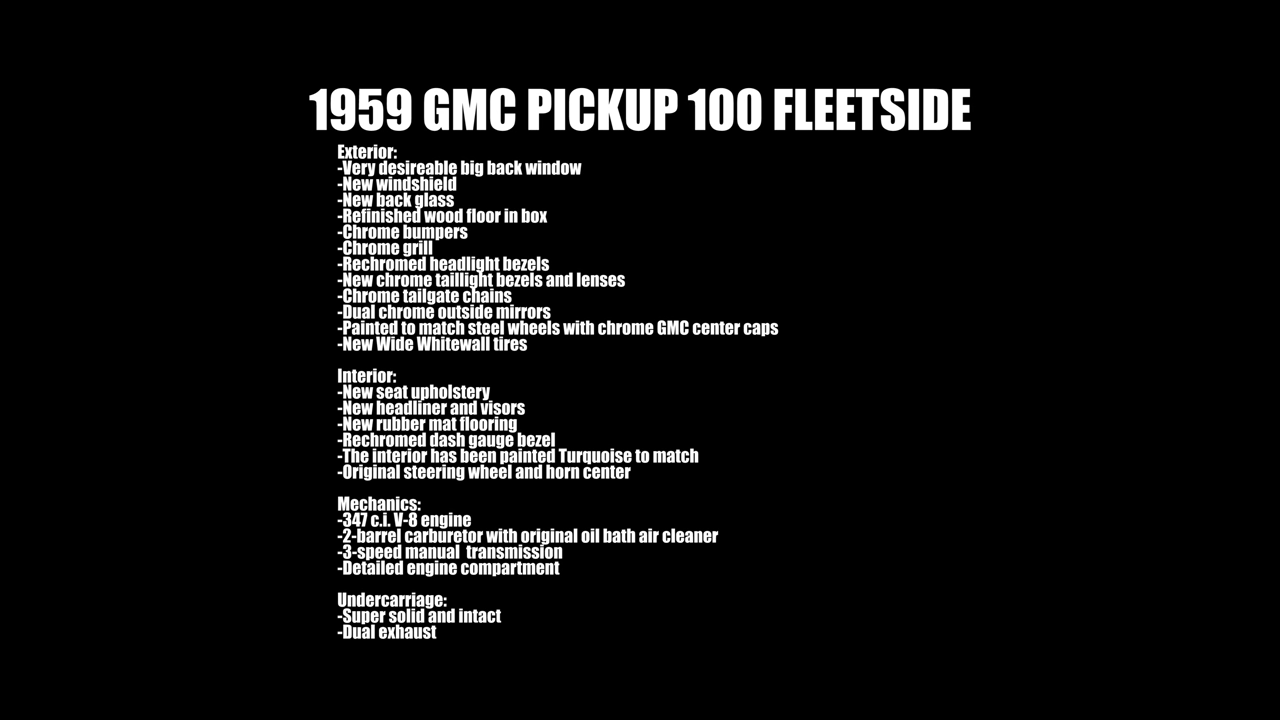 1959 GMC PICKUP 100 FLEETSIDE
Exterior:
-Very desireable big back window
-New windshield
-New back glass
-Refinished wood floor in box
-Chrome bumpers
-Chrome grill
-Rechromed headlight bezels
-New chrome taillight bezels and lenses
-Chrome tailgate chains
-Dual chrome outside mirrors
-Painted to match steel wheels with chrome GMC center caps
-New Wide Whitewall tires
Interior:
-New seat upholstery
-New headliner and visors
-New rubber mat flooring
-Rechromed dash gauge bezel
-The interior has been painted Turquoise to match
-Original steering wheel and horn center
Mechanics:
-347 c.i. V-8 engine
-2-barrel carburetor with original oil bath air cleaner
-3-speed manual  transmission
-Detailed engine compartment
Undercarriage:
-Super solid and intact
-Dual exhaust